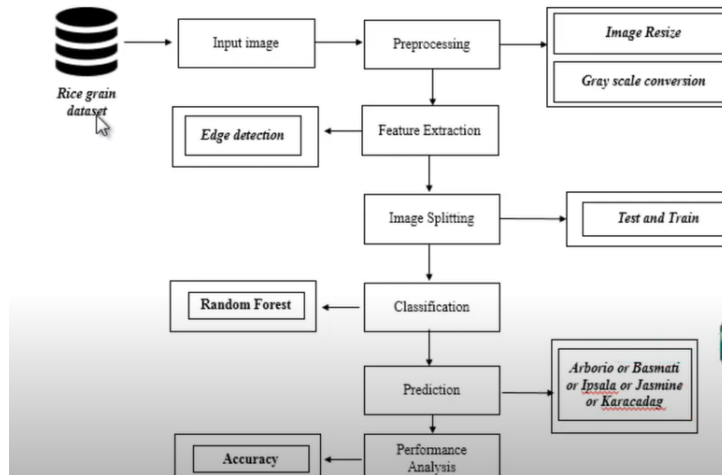 Rice grain
dataset
Input image
Preprocessing
Image Resize
Gray scale conversion
Edge detection
Feature Extraction
Image Splitting
Test and Train
Random Forest
Classification
Prediction
Arborio or Basmati
or Ipsala or Jasmine
or Karacadag
Accuracy
Performance
Analysis